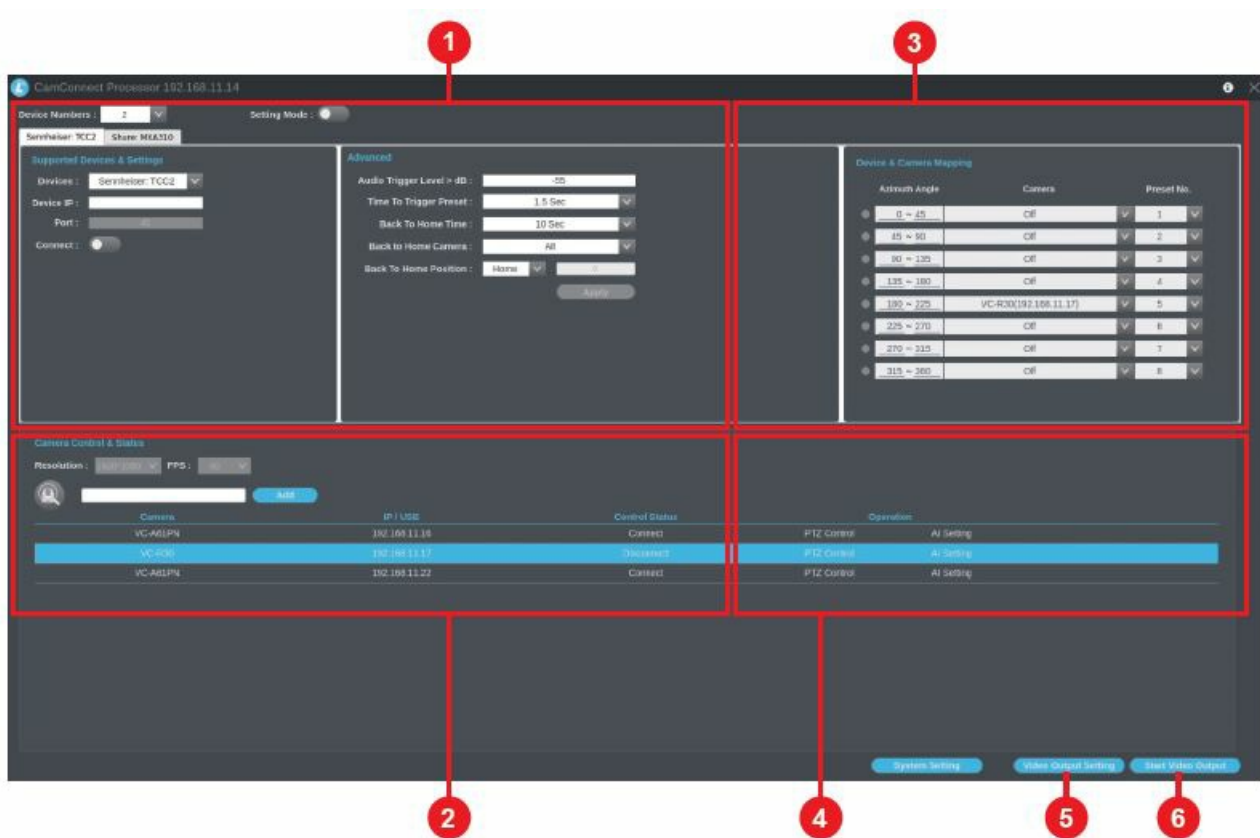 1
3
CamConnect Processor 192.168.11.14
Device Numbers : 2
Setting Mode :
Sennheiser: TCC2
Shure: MXA310
Supported Devices & Settings
Devices : Sennheiser: TCC2
Device IP :
Port :
Connect :
Advanced
Audio Trigger Level > dB : -55
Time To Trigger Preset : 1.5 Sec
Back To Home Time : 10 Sec
Back to Home Camera : All
Back To Home Position : Home
Apply
Device & Camera Mapping
Azimuth Angle Camera Preset No.
0 ~ 45 Off 1
45 ~ 90 Off 2
90 ~ 135 Off 3
135 ~ 180 Off 4
180 ~ 225 VC-R30(192.168.11.17) 5
225 ~ 270 Off 6
270 ~ 315 Off 7
315 ~ 360 Off 8
Camera Control & Status
Resolution : FPS :
Add
Camera IP / USB Control Status Operation
VC-A61PN 192.168.11.16 Connect PTZ Control AI Setting
VC-R30 192.168.11.17 Disconnect PTZ Control AI Setting
VC-A61PN 192.168.11.22 Connect PTZ Control AI Setting
System Setting Video Output Setting Start Video Output
2
4
5
6